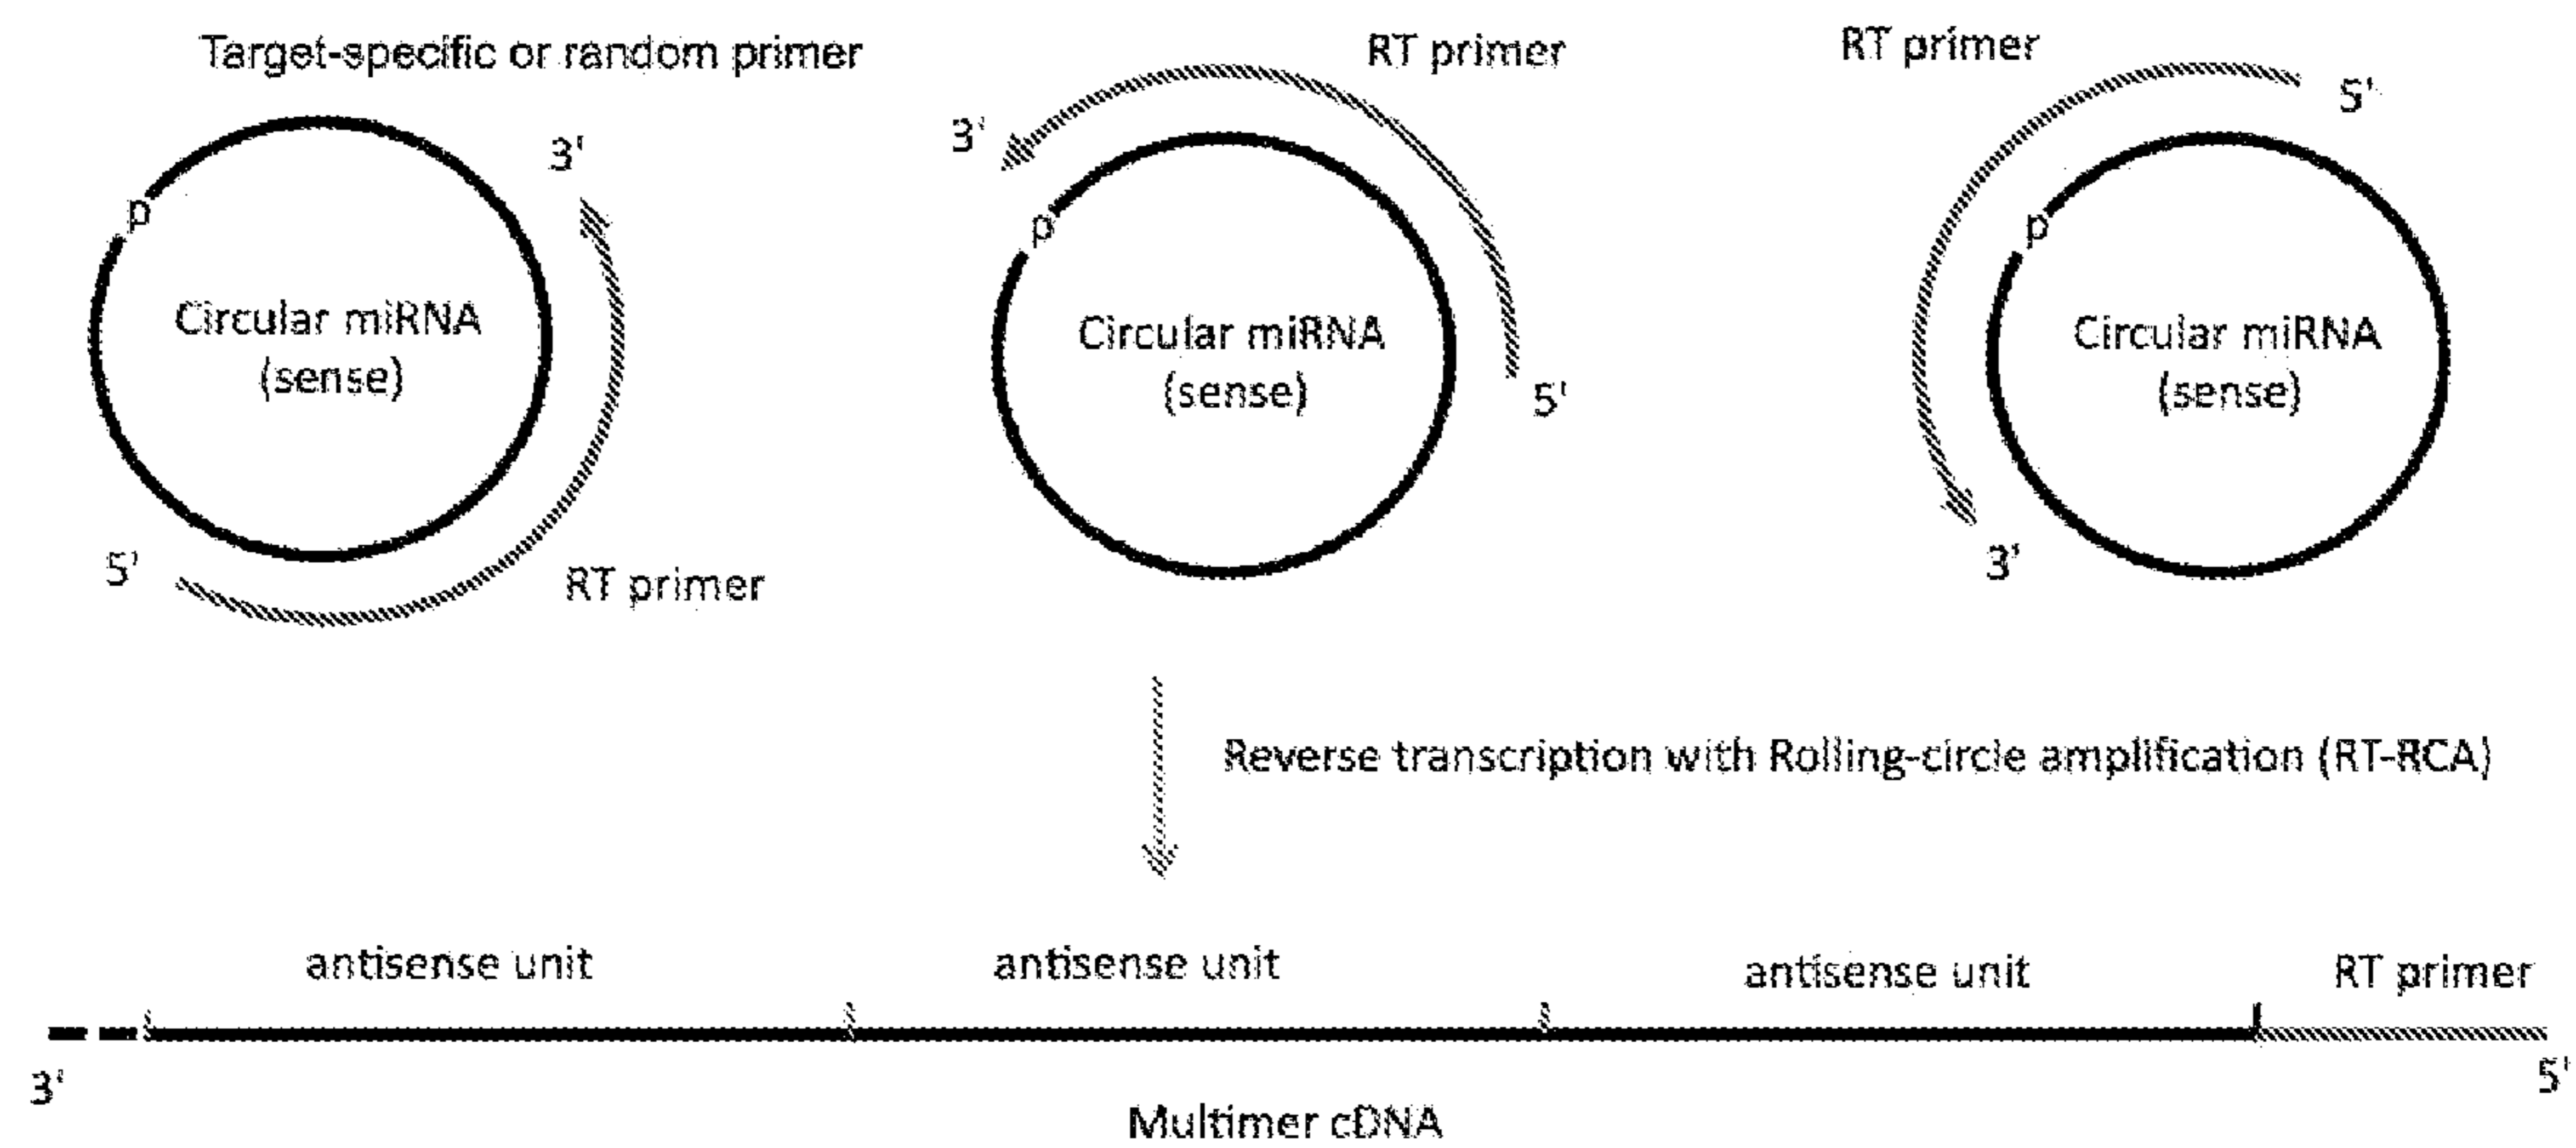 Target-specific or random primer
RT primer
RT primer
3'
3'
5'
p
p
p
Circular miRNA
(sense)
Circular miRNA
(sense)
Circular miRNA
(sense)
5'
5'
3'
RT primer
Reverse transcription with Rolling-circle amplification (RT-RCA)
antisense unit
antisense unit
antisense unit
RT primer
3'
5'
Multimer cDNA